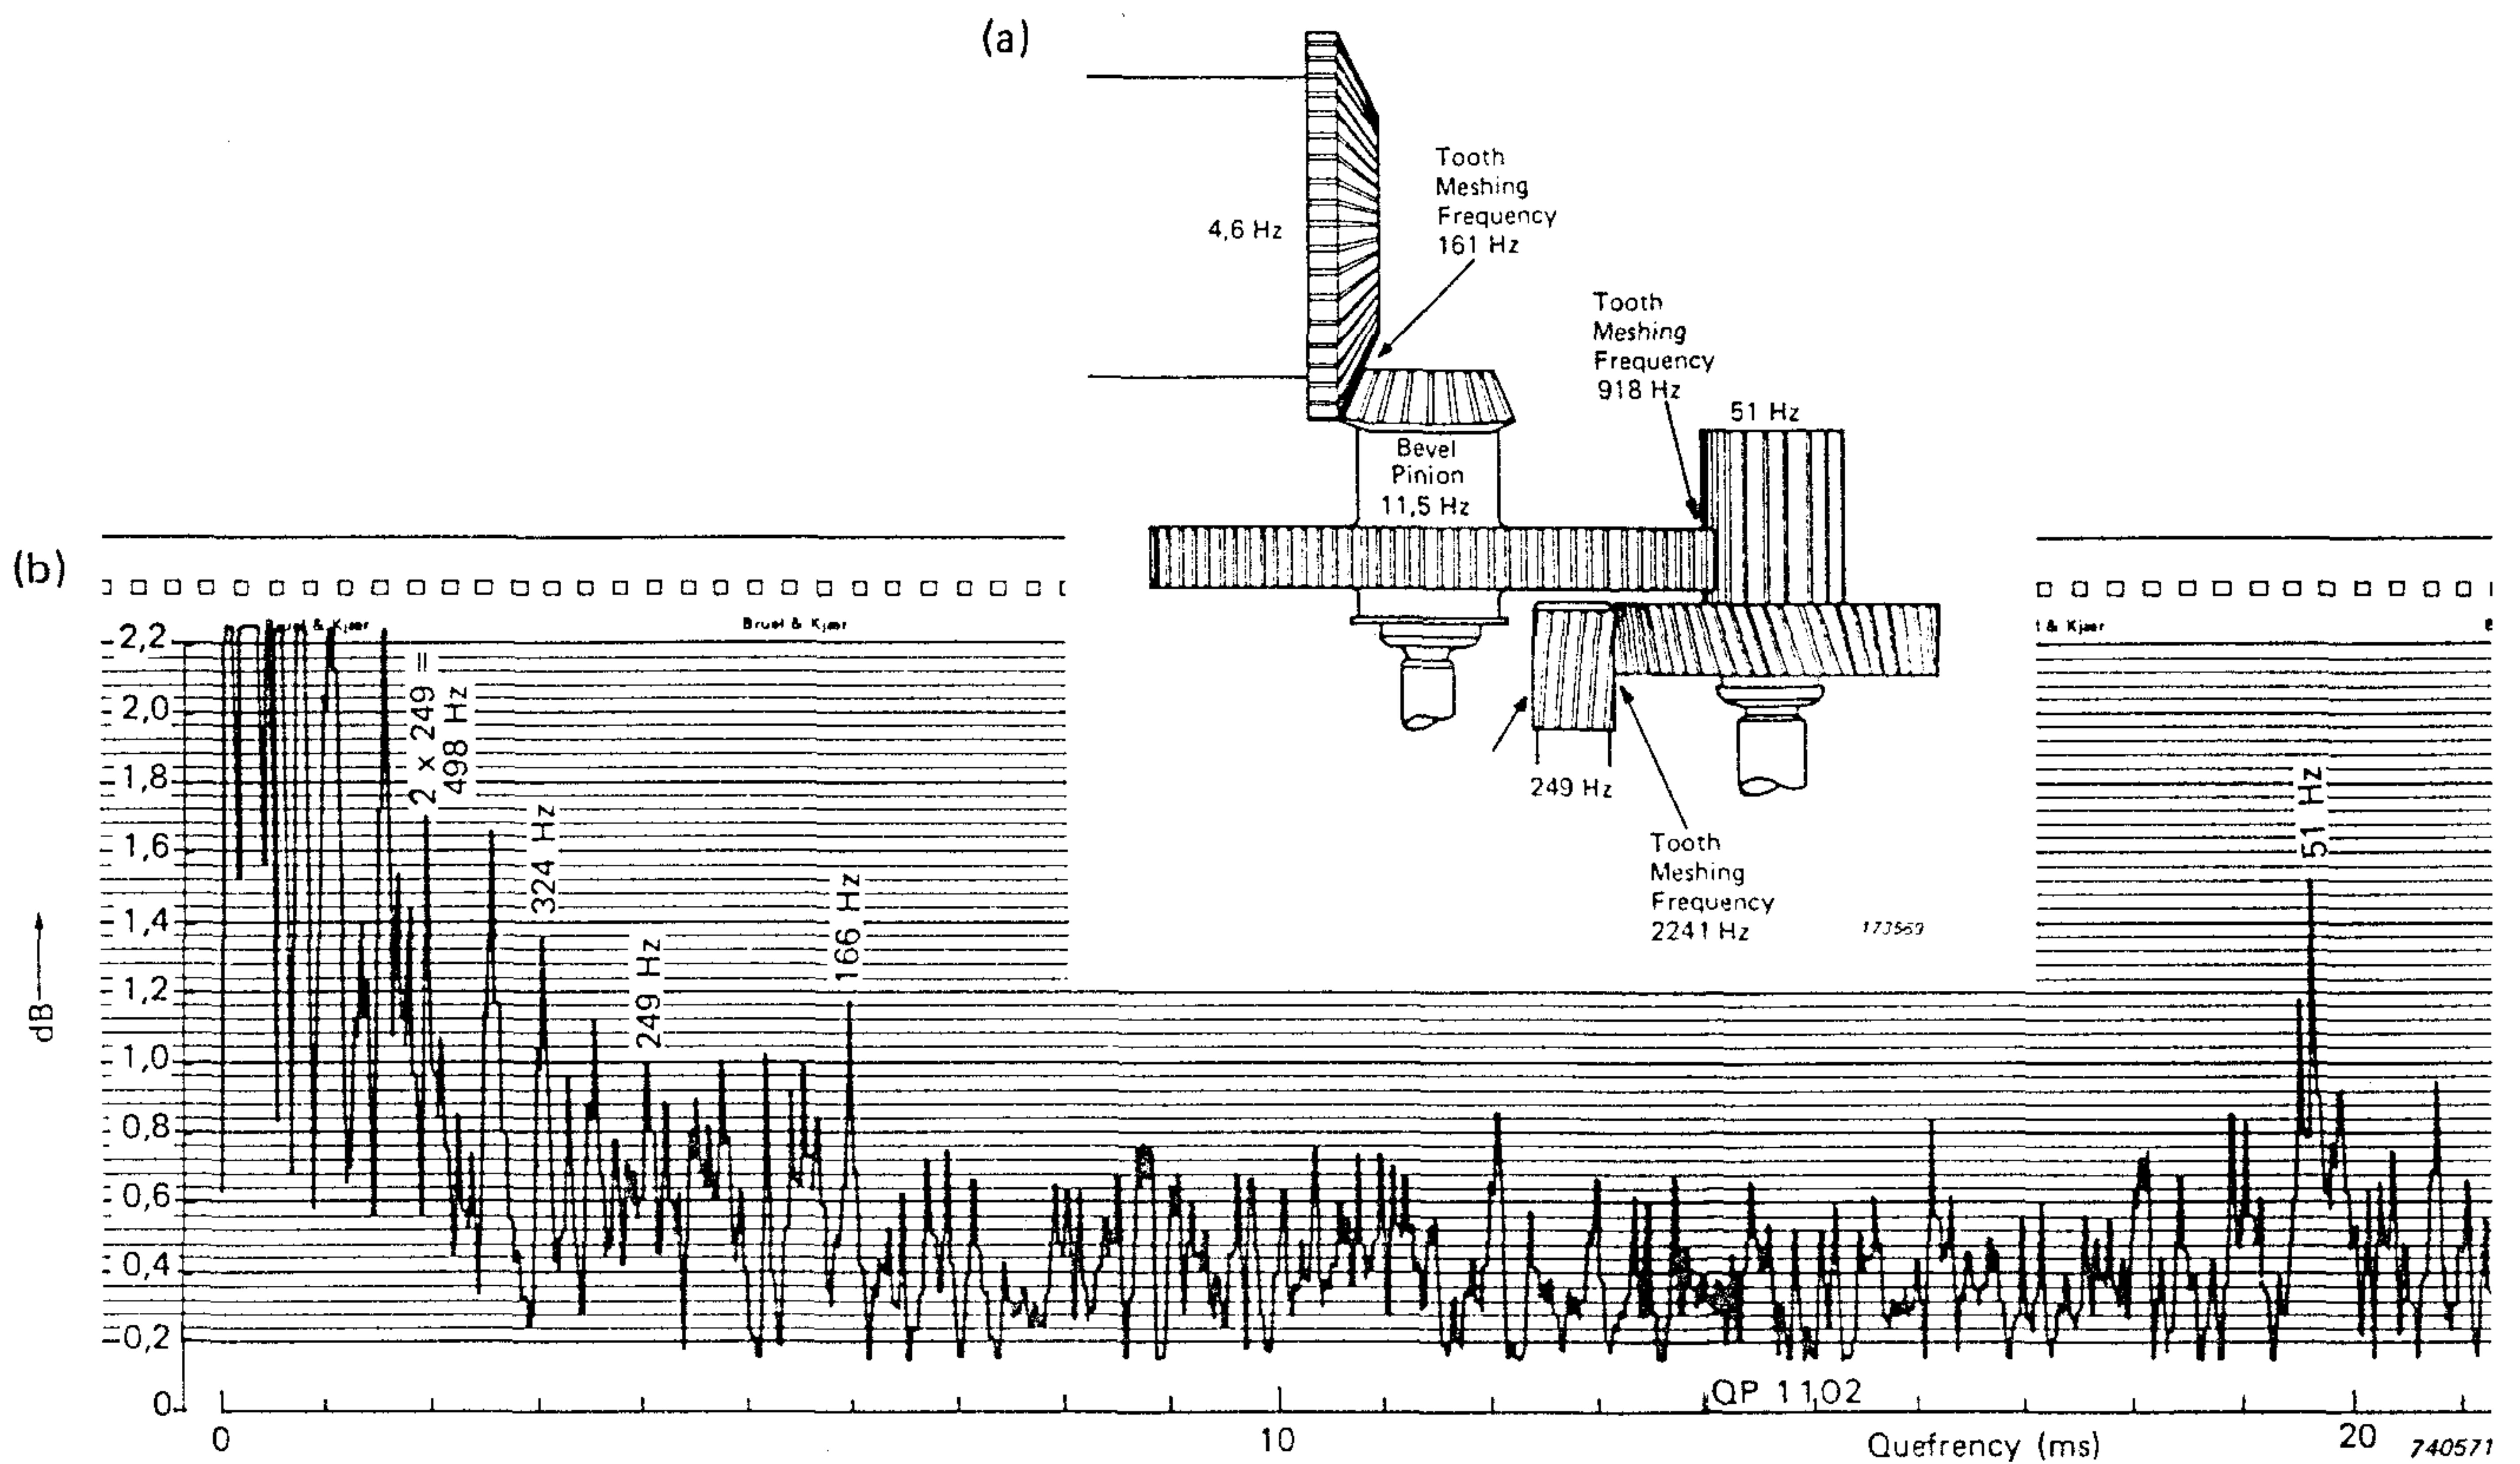 (a)
Tooth
Meshing
Frequency
161 Hz
4,6 Hz
Tooth
Meshing
Frequency
918 Hz
51 Hz
Bevel
Pinion
11,5 Hz
249 Hz
Tooth
Meshing
Frequency
2241 Hz
173569
(b)
Bruel & Kjær
Bruel & Kjær
l & Kjær
B
2,2
2,0
1,8
1,6
1,4
1,2
1,0
0,8
0,6
0,4
0,2
0
dB
2 x 249 =
498 Hz
324 Hz
249 Hz
166 Hz
51 Hz
QP 1102
0
10
20
Quefrency (ms)
740571